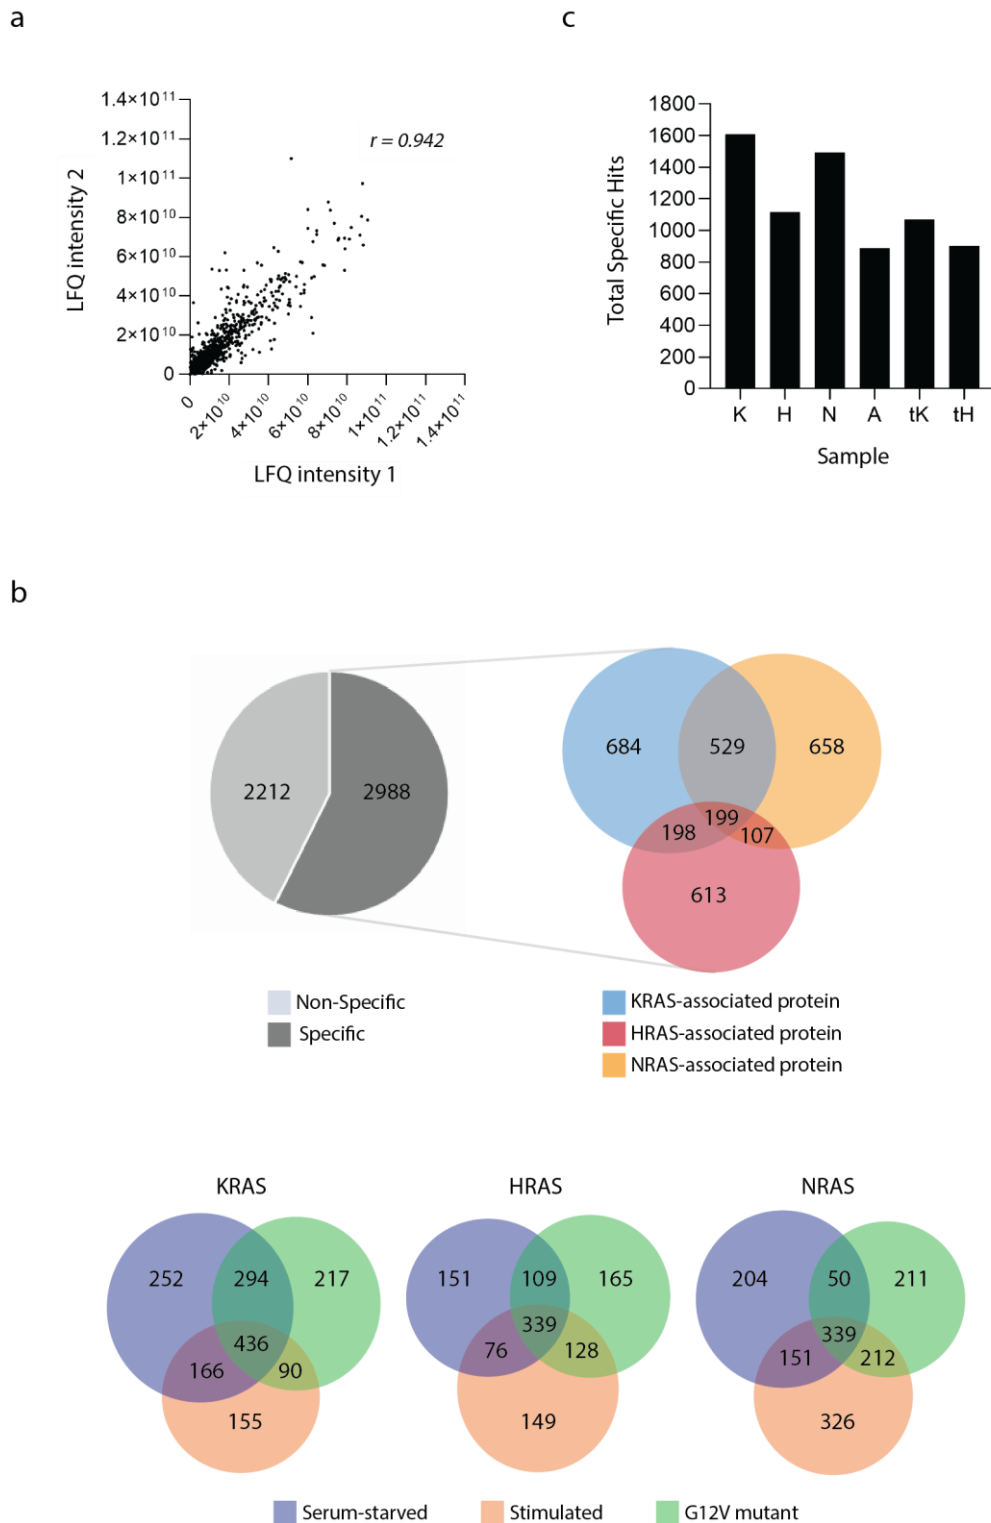 a
1.4×10¹¹
1.2×10¹¹
1×10¹¹
8×10¹⁰
6×10¹⁰
4×10¹⁰
2×10¹⁰
0
LFQ intensity 2
r = 0.942
0
2×10¹⁰
4×10¹⁰
6×10¹⁰
8×10¹⁰
1×10¹¹
1.2×10¹¹
1.4×10¹¹
LFQ intensity 1
c
1800
1600
1400
1200
1000
800
600
400
200
0
Total Specific Hits
K H N A tK tH
Sample
b
2212 2988
684 529 658
199
198 107
613
Non-Specific
Specific
KRAS-associated protein
HRAS-associated protein
NRAS-associated protein
KRAS
252 294 217
436
166 90
155
HRAS
151 109 165
339
76 128
149
NRAS
204 50 211
339
151 212
326
Serum-starved Stimulated G12V mutant